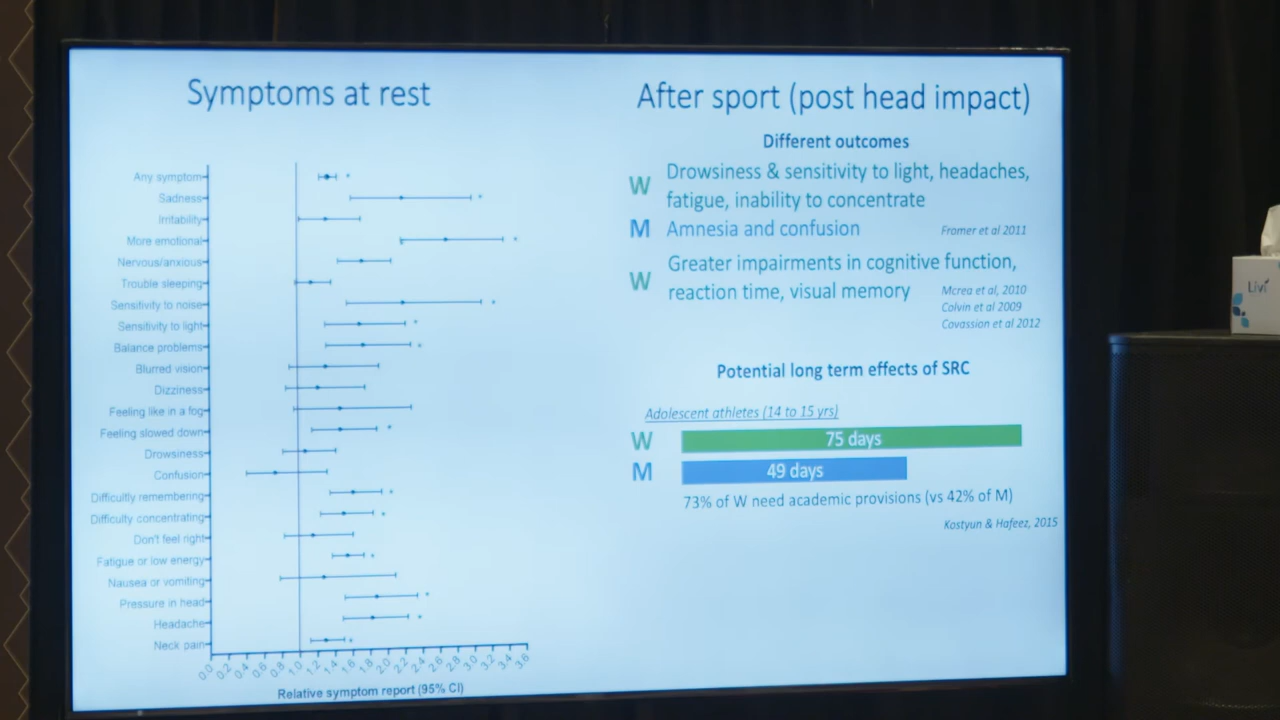 Symptoms at rest
Any symptom
Sadness
Irritability
More emotional
Nervous/anxious
Trouble sleeping
Sensitivity to noise
Sensitivity to light
Balance problems
Blurred vision
Dizziness
Feeling like in a fog
Feeling slowed down
Drowsiness
Confusion
Difficultly remembering
Difficulty concentrating
Don't feel right
Fatigue or low energy
Nausea or vomiting
Pressure in head
Headache
Neck pain
0.0 0.2 0.4 0.6 0.8 1.0 1.2 1.4 1.6 1.8 2.0 2.2 2.4 2.6 2.8 3.0 3.2 3.4 3.6
Relative symptom report (95% CI)
After sport (post head impact)
Different outcomes
W Drowsiness & sensitivity to light, headaches,
fatigue, inability to concentrate
M Amnesia and confusion
Fromer et al 2011
W Greater impairments in cognitive function,
reaction time, visual memory
Mcrea et al, 2010
Colvin et al 2009
Covassion et al 2012
Potential long term effects of SRC
Adolescent athletes (14 to 15 yrs)
W 75 days
M 49 days
73% of W need academic provisions (vs 42% of M)
Kostyun & Hafeez, 2015
Livi